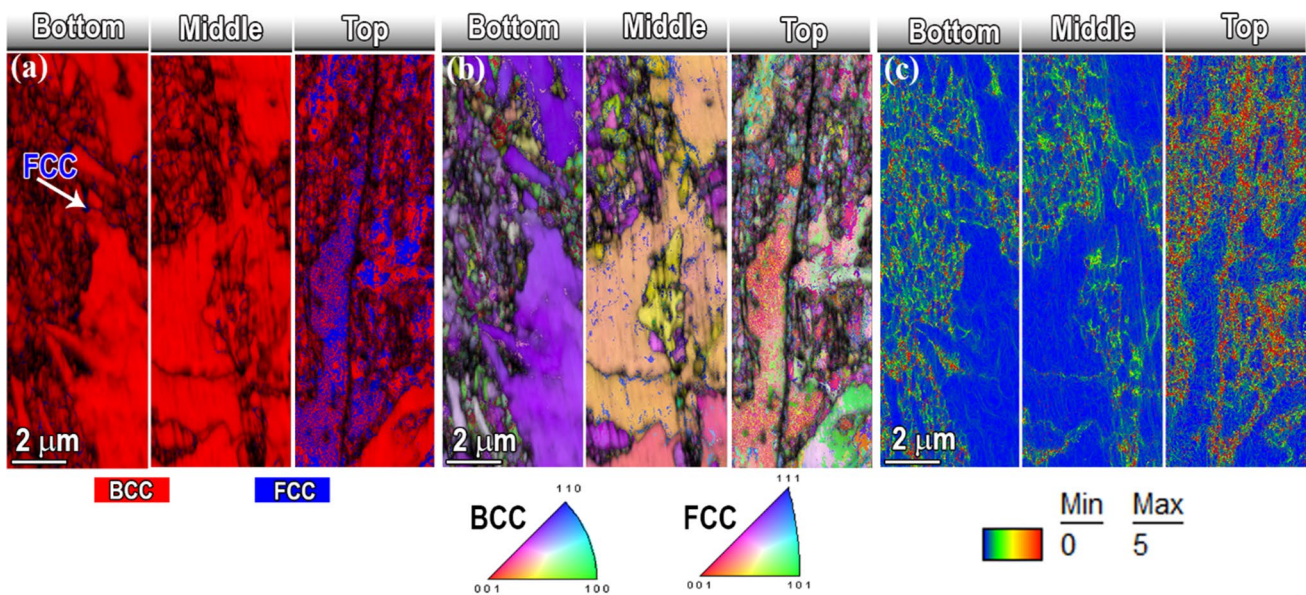 Bottom Middle Top Bottom Middle Top Bottom Middle Top
(a) (b) (c)
FCC
2 μm 2 μm 2 μm
BCC FCC
110 111
BCC FCC
Min Max
0 5
001 100 001 101